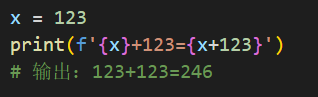 x = 123
print(f'{x}+123={x+123}')
# 输出：123+123=246